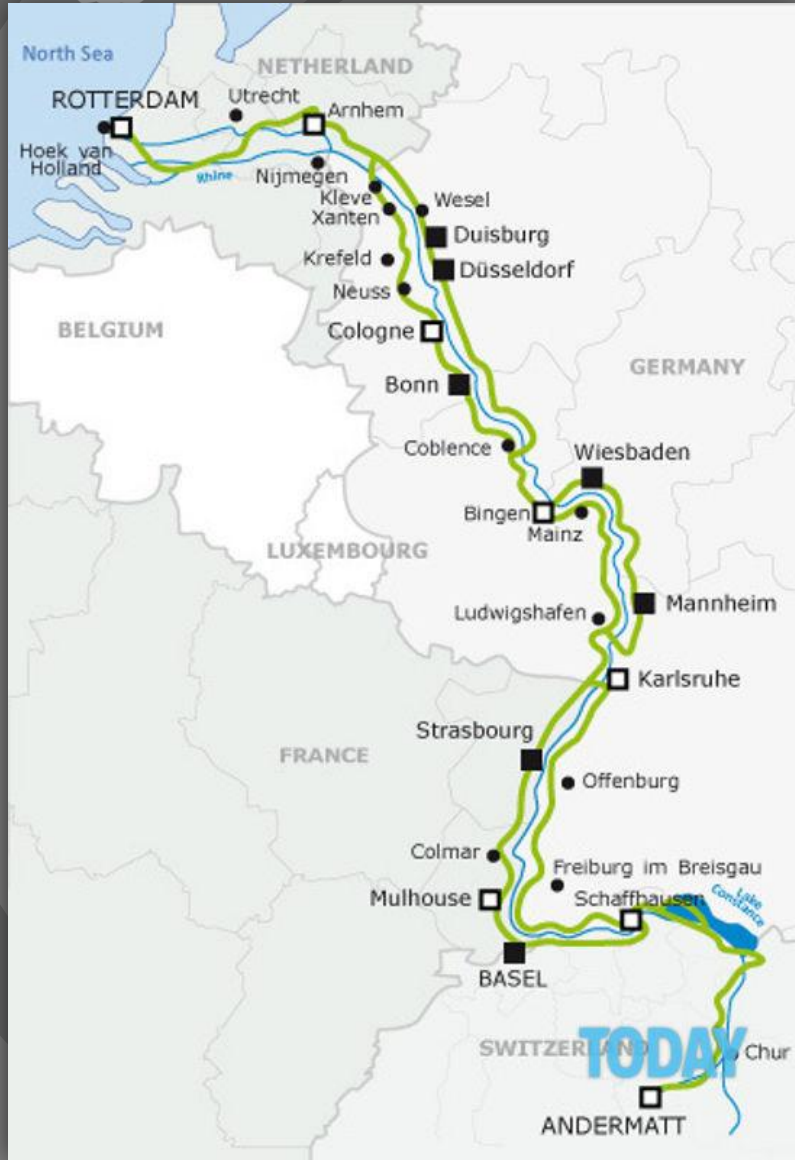 North Sea
NETHERLAND
ROTTERDAM
Utrecht
Arnhem
Hoek van
Holland
Rhine
Nijmegen
Kleve
Xanten
Wesel
Duisburg
Krefeld
Düsseldorf
Neuss
BELGIUM
Cologne
GERMANY
Bonn
Coblence
Wiesbaden
Bingen
Mainz
LUXEMBOURG
Ludwigshafen
Mannheim
Karlsruhe
Strasbourg
FRANCE
Offenburg
Colmar
Freiburg im Breisgau
Mulhouse
Schaffhausen
Lake
Constance
BASEL
SWITZERLAND
TODAY
Chur
ANDERMATT